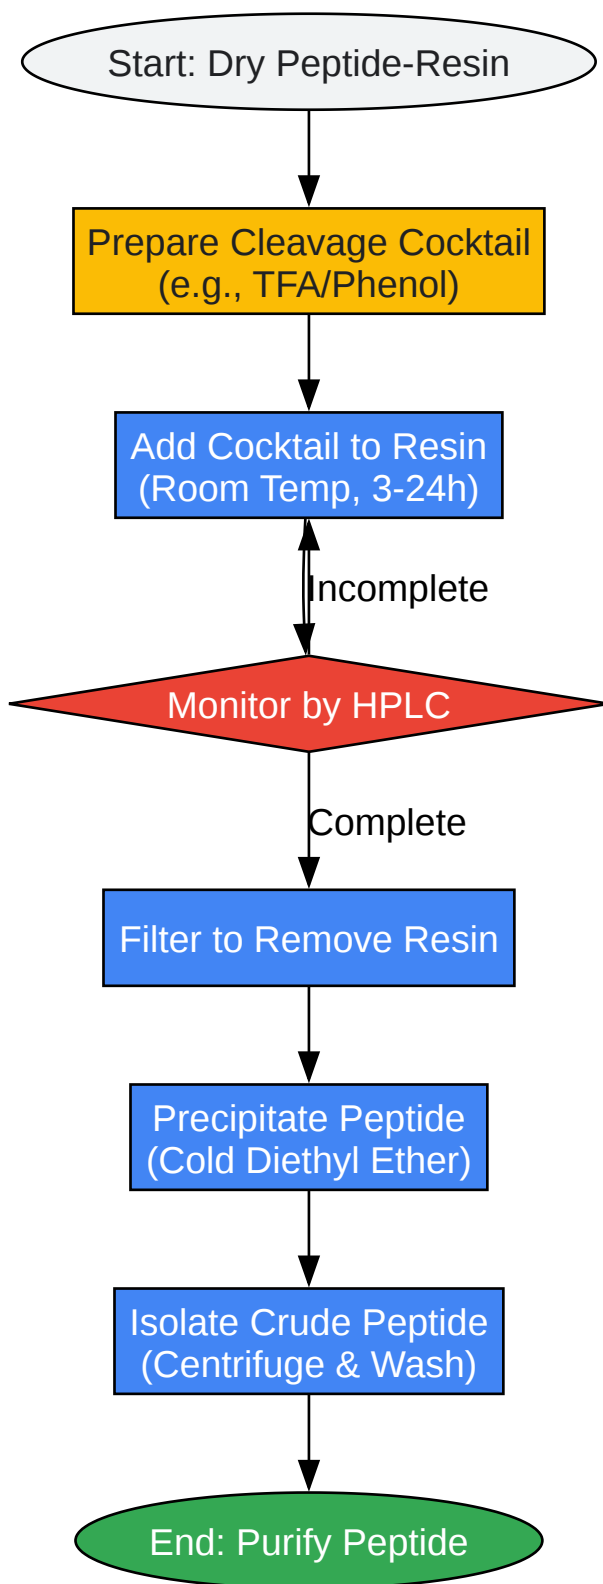 Start: Dry Peptide-Resin
Prepare Cleavage Cocktail
(e.g., TFA/Phenol)
Add Cocktail to Resin
(Room Temp, 3-24h)
Incomplete
Monitor by HPLC
Complete
Filter to Remove Resin
Precipitate Peptide
(Cold Diethyl Ether)
Isolate Crude Peptide
(Centrifuge & Wash)
End: Purify Peptide